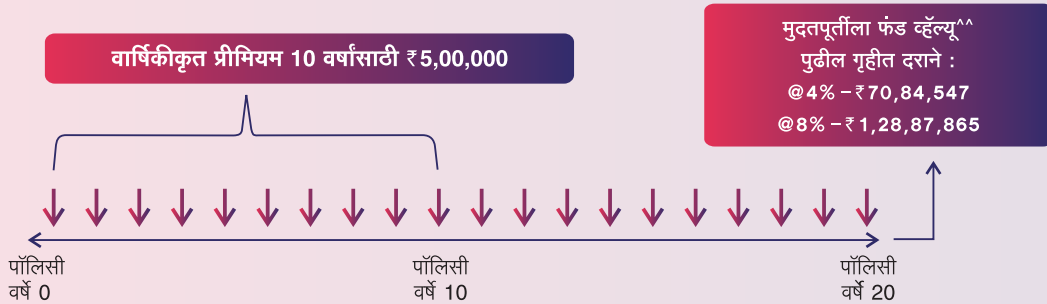 वार्षिकीकृत प्रीमियम 10 वर्षांसाठी ₹5,00,000
मुदतपूर्तीला फंड व्हॅल्यू^^
पुढील गृहीत दराने :
@4% – ₹70,84,547
@8% – ₹1,28,87,865
पॉलिसी
वर्षे 0
पॉलिसी
वर्षे 10
पॉलिसी
वर्षे 20